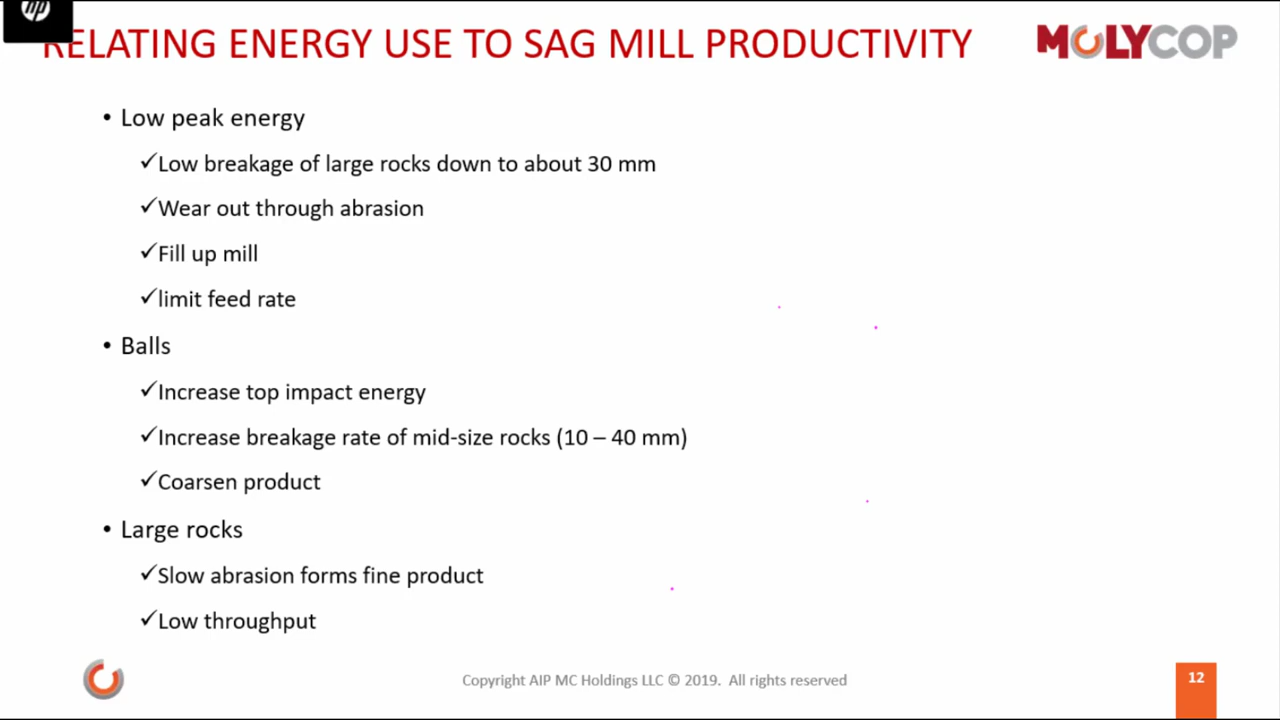 hp
RELATING ENERGY USE TO SAG MILL PRODUCTIVITY
MOLYCOP
• Low peak energy
✓Low breakage of large rocks down to about 30 mm
✓Wear out through abrasion
✓Fill up mill
✓limit feed rate
• Balls
✓Increase top impact energy
✓Increase breakage rate of mid-size rocks (10 – 40 mm)
✓Coarsen product
• Large rocks
✓Slow abrasion forms fine product
✓Low throughput
Copyright AIP MC Holdings LLC © 2019. All rights reserved
12